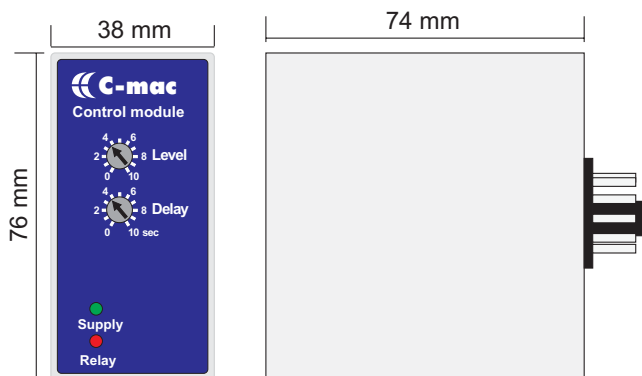 38 mm
74 mm
76 mm
C-mac
Control module
4 6
2 8 Level
0 10
4 6
2 8 Delay
0 10 sec
Supply
Relay